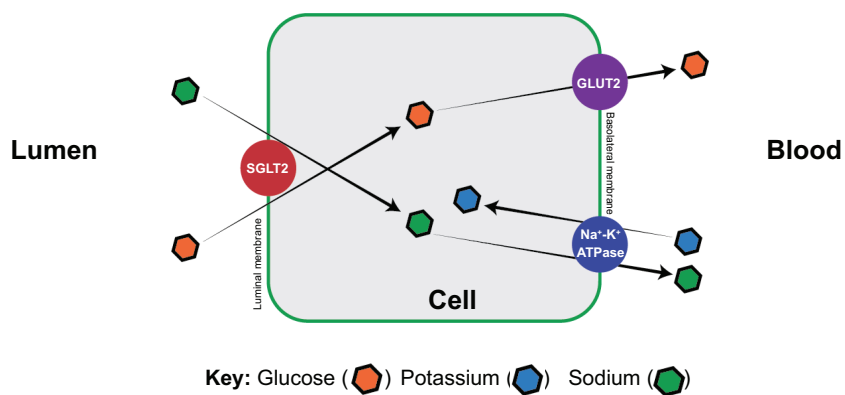 GLUT2
Basolateral membrane
Lumen
Blood
SGLT2
Luminal membrane
Na⁺-K⁺
ATPase
Cell
Key: Glucose ( ) Potassium ( ) Sodium ( )